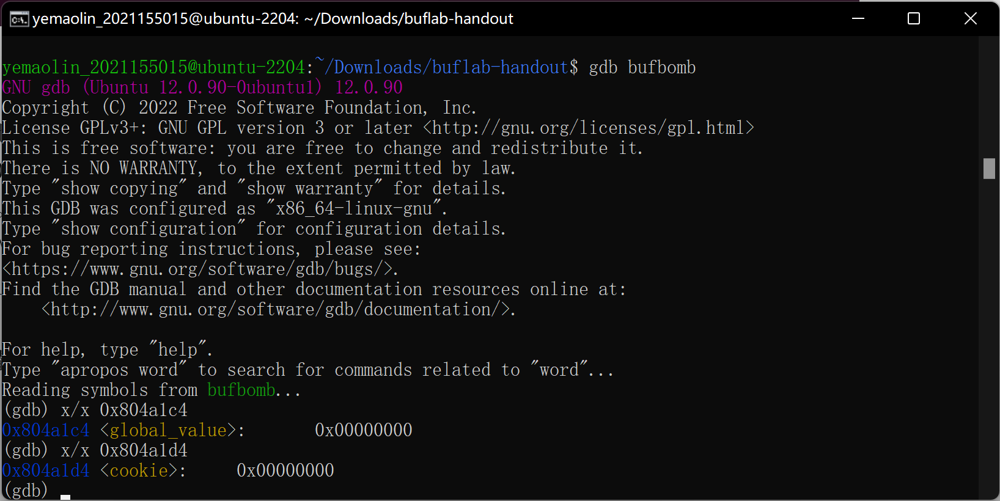 yemaolin_2021155015@ubuntu-2204: ~/Downloads/buflab-handout
yemaolin_2021155015@ubuntu-2204:~/Downloads/buflab-handout$ gdb bufbomb
GNU gdb (Ubuntu 12.0.90-0ubuntu1) 12.0.90
Copyright (C) 2022 Free Software Foundation, Inc.
License GPLv3+: GNU GPL version 3 or later <http://gnu.org/licenses/gpl.html>
This is free software: you are free to change and redistribute it.
There is NO WARRANTY, to the extent permitted by law.
Type "show copying" and "show warranty" for details.
This GDB was configured as "x86_64-linux-gnu".
Type "show configuration" for configuration details.
For bug reporting instructions, please see:
<https://www.gnu.org/software/gdb/bugs/>.
Find the GDB manual and other documentation resources online at:
    <http://www.gnu.org/software/gdb/documentation/>.
For help, type "help".
Type "apropos word" to search for commands related to "word"...
Reading symbols from bufbomb...
(gdb) x/x 0x804a1c4
0x804a1c4 <global_value>:       0x00000000
(gdb) x/x 0x804a1d4
0x804a1d4 <cookie>:     0x00000000
(gdb)